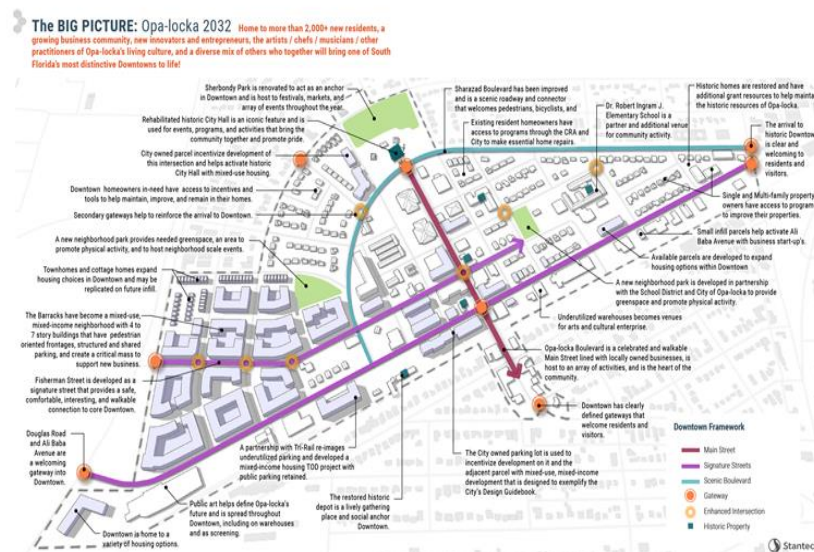 The BIG PICTURE: Opa-locka 2032 Home to more than 2,000+ new residents, a
growing business community, new innovators and entrepreneurs, the artists / chefs / musicians / other
practitioners of Opa-locka's living culture, and a diverse mix of others who together will bring one of South
Florida's most distinctive Downtowns to life!
Sherbondy Park is renovated to act as an anchor
in Downtown and is host to festivals, markets, and
array of events throughout the year.
Rehabilitated historic City Hall is an iconic feature and is
used for events, programs, and activities that bring the
community together and promote pride.
City owned parcel incentivize development of
this intersection and helps activate historic
City Hall with mixed-use housing.
Downtown homeowners in-need have access to incentives and
tools to help maintain, improve, and remain in their homes.
Secondary gateways help to reinforce the arrival to Downtown.
A new neighborhood park provides needed greenspace, an area to
promote physical activity, and to host neighborhood scale events.
Townhomes and cottage homes expand
housing choices in Downtown and may be
replicated on future infill.
The Barracks have become a mixed-use,
mixed-income neighborhood with 4 to
7 story buildings that have pedestrian
oriented frontages, structured and shared
parking, and create a critical mass to
support new business.
Fisherman Street is developed as a
signature street that provides a safe,
comfortable, interesting, and walkable
connection to core Downtown.
Douglas Road
and Ali Baba
Avenue are
a welcoming
gateway into
Downtown.
Downtown is home to a
variety of housing options.
Public art helps define Opa-locka's
future and is spread throughout
Downtown, including on warehouses
and as screening.
A partnership with Tri-Rail re-images
underutilized parking and developed a
mixed-income housing TOD project with
public parking retained.
The restored historic
depot is a lively gathering
place and social anchor
Downtown.
The City owned parking lot is used to
incentivize development on it and the
adjacent parcel with mixed-use, mixed-income
development that is designed to exemplify the
City's Design Guidebook.
Sharazad Boulevard has been improved
and is a scenic roadway and connector
that welcomes pedestrians, bicyclists, and
Existing resident homeowners have
access to programs through the CRA and
City to make essential home repairs.
Dr. Robert Ingram J.
Elementary School is a
partner and additional venue
for community activity.
Historic homes are restored and have
additional grant resources to help maintain
the historic resources of Opa-locka.
The arrival to
historic Downtown
is clear and
welcoming to
residents and
visitors.
Single and Multi-family property
owners have access to program
to improve their properties.
Small infill parcels help activate Ali
Baba Avenue with business start-up's.
Available parcels are developed to expand
housing options within Downtown
A new neighborhood park is developed in partnership
with the School District and City of Opa-locka to provide
greenspace and promote physical activity.
Underutilized warehouses become venues
for arts and cultural enterprise.
Opa-locka Boulevard is a celebrated and walkable
Main Street lined with locally owned businesses, is
host to an array of activities, and is the heart of the
community.
Downtown has clearly
defined gateways that
welcome residents and
visitors.
Downtown Framework
Main Street
Signature Streets
Scenic Boulevard
Gateway
Enhanced Intersection
Historic Property
Stantec